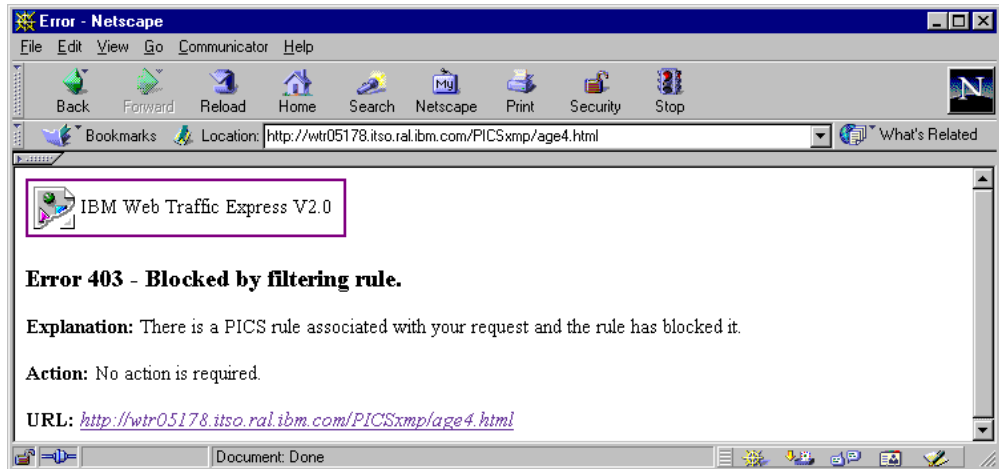 Error - Netscape
File Edit View Go Communicator Help
My
N
Back Forward Reload Home Search Netscape Print Security Stop
Bookmarks Location: http://wtr05178.itso.ral.ibm.com/PICSxmp/age4.html What's Related
IBM Web Traffic Express V2.0
Error 403 - Blocked by filtering rule.
Explanation: There is a PICS rule associated with your request and the rule has blocked it.
Action: No action is required.
URL: http://wtr05178.itso.ral.ibm.com/PICSxmp/age4.html
Document: Done